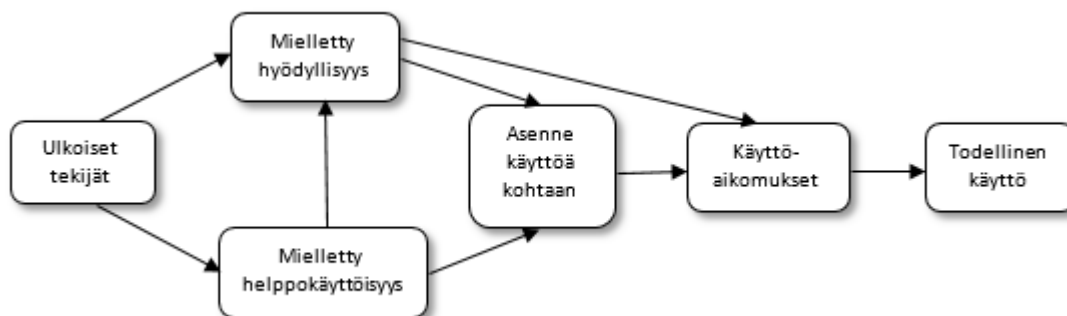 Mielletty
hyödyllisyys
Ulkoiset
tekijät
Asenne
käyttöä
kohtaan
Käyttö-
aikomukset
Todellinen
käyttö
Mielletty
helppokäyttöisyys